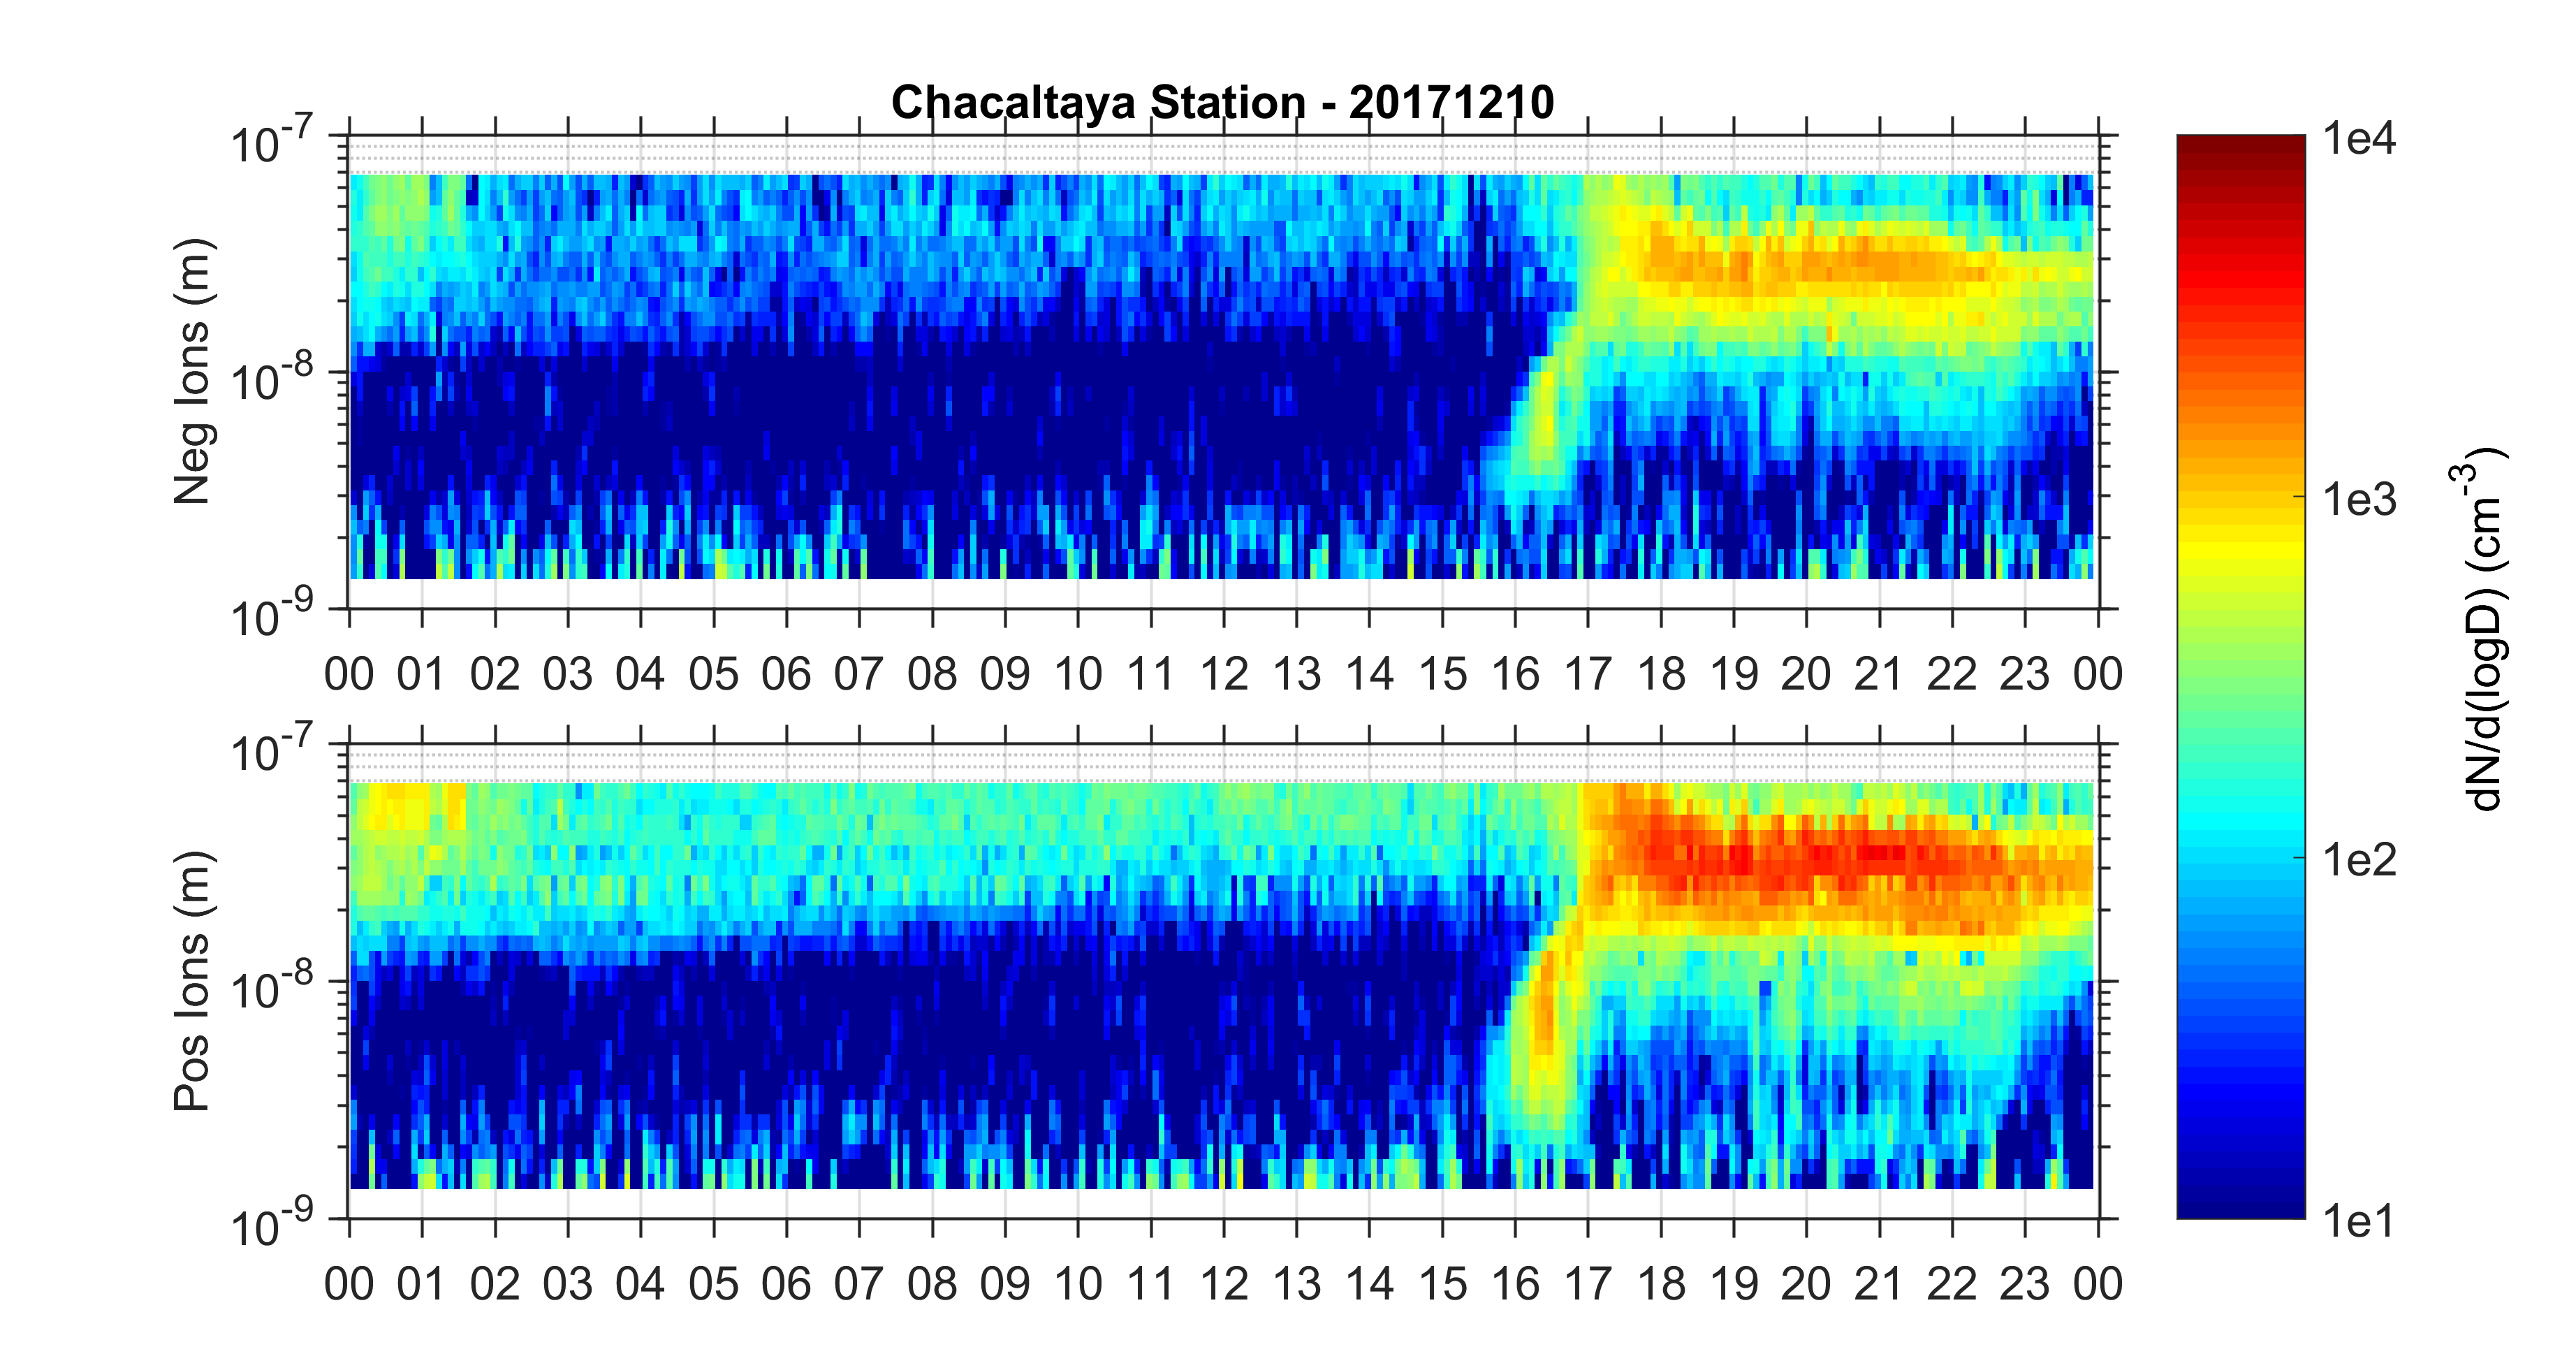 Chacaltaya Station - 20171210
10^-7
10^-8
10^-9
Neg Ions (m)
00 01 02 03 04 05 06 07 08 09 10 11 12 13 14 15 16 17 18 19 20 21 22 23 00
10^-7
10^-8
10^-9
Pos Ions (m)
00 01 02 03 04 05 06 07 08 09 10 11 12 13 14 15 16 17 18 19 20 21 22 23 00
1e4
1e3
1e2
1e1
dN/d(logD) (cm^-3)